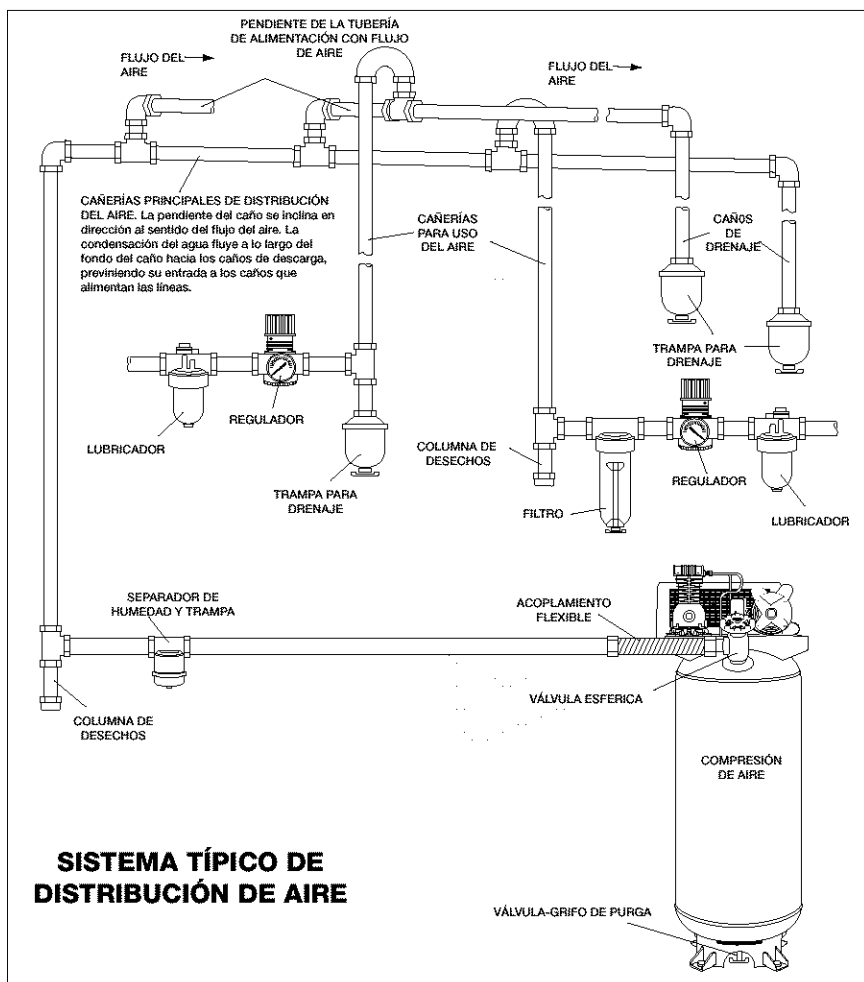 PENDIENTE DE LA TUBERÍA
DE ALIMENTACIÓN CON FLUJO
DE AIRE
FLUJO DEL
AIRE
FLUJO DEL
AIRE
CAÑERÍAS PRINCIPALES DE DISTRIBUCIÓN
DEL AIRE. La pendiente del caño se inclina en
dirección al sentido del flujo del aire. La
condensación del agua fluye a lo largo del
fondo del caño hacia los caños de descarga,
previniendo su entrada a los caños que
alimentan las líneas.
CAÑERÍAS
PARA USO
DEL AIRE
CAÑOS
DE
DRENAJE
TRAMPA PARA
DRENAJE
REGULADOR
LUBRICADOR
TRAMPA PARA
DRENAJE
COLUMNA DE
DESECHOS
FILTRO
REGULADOR
LUBRICADOR
SEPARADOR DE
HUMEDAD Y TRAMPA
ACOPLAMIENTO
FLEXIBLE
VÁLVULA ESFERICA
COLUMNA DE
DESECHOS
COMPRESIÓN
DE AIRE
SISTEMA TÍPICO DE
DISTRIBUCIÓN DE AIRE
VÁLVULA-GRIFO DE PURGA